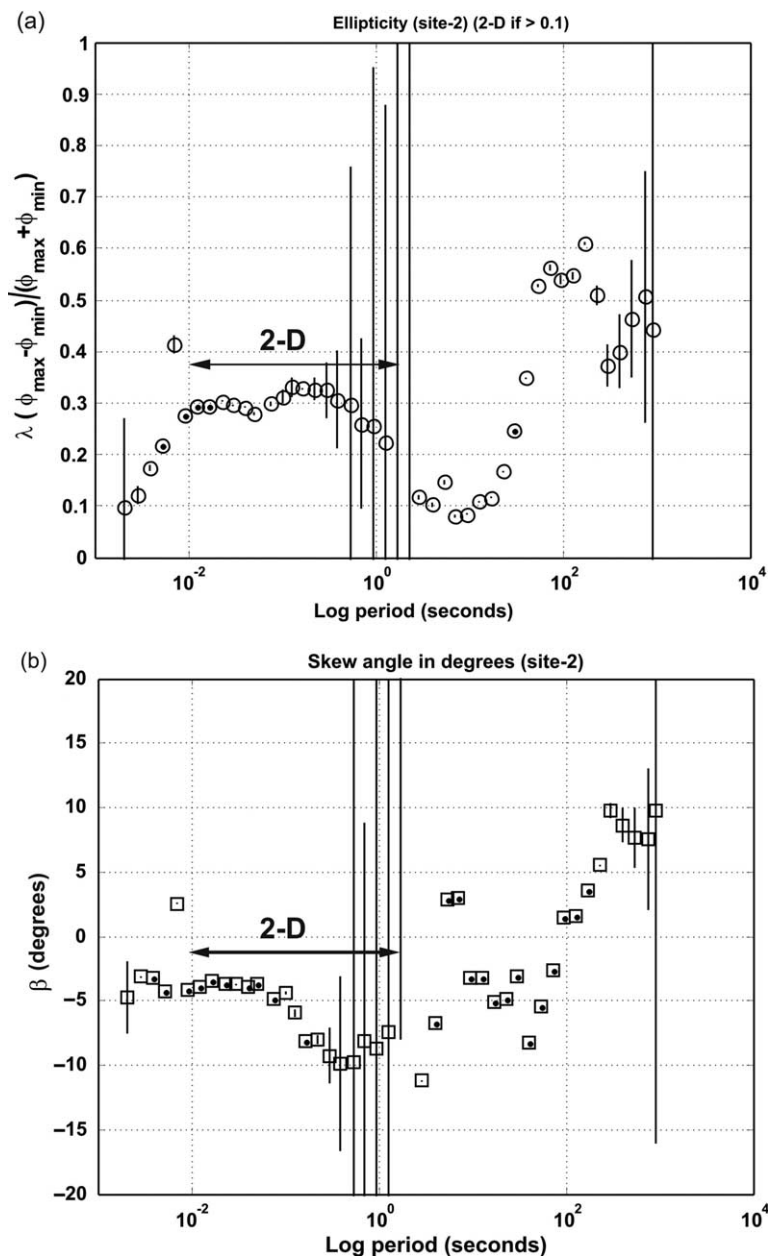 (a)
Ellipticity (site-2) (2-D if > 0.1)
1
0.9
0.8
0.7
0.6
0.5
0.4
0.3
0.2
0.1
0
λ ( ϕmax-ϕmin)/(ϕmax+ϕmin)
2-D
10-2
100
102
104
Log period (seconds)
(b)
Skew angle in degrees (site-2)
20
15
10
5
0
−5
−10
−15
−20
β (degrees)
2-D
10-2
100
102
104
Log period (seconds)